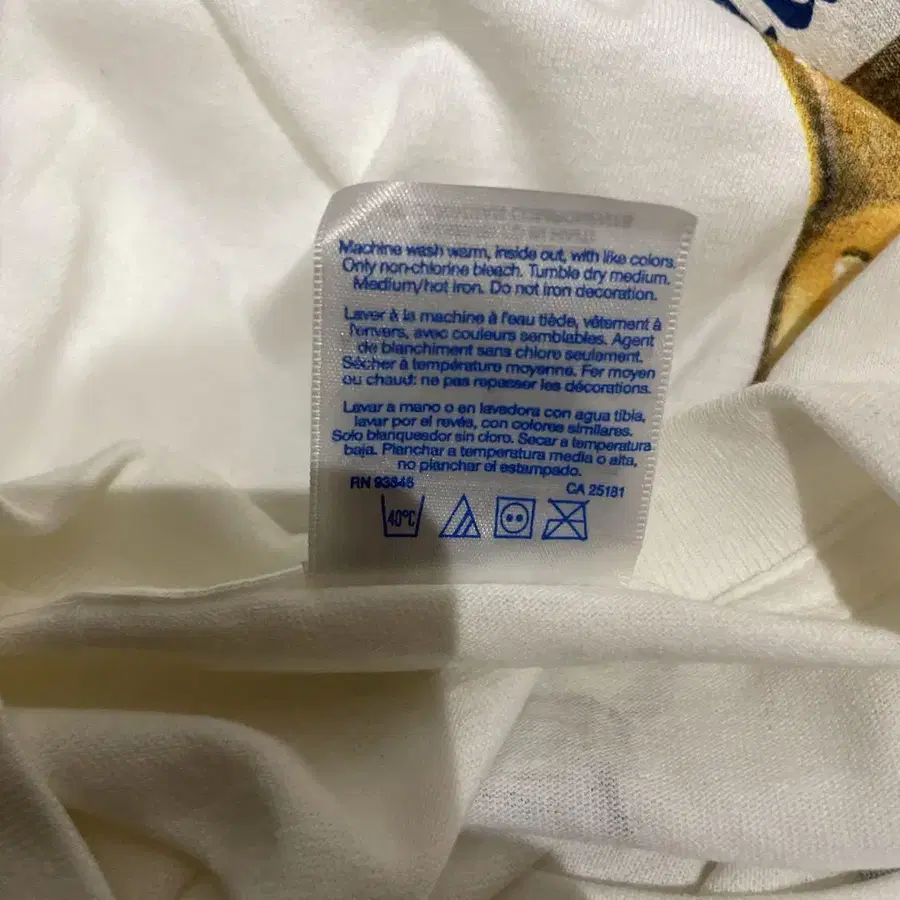 Machine wash warm, inside out, with like colors.
Only non-chlorine bleach. Tumble dry medium.
Medium/hot iron. Do not iron decoration.
Laver à la machine à l'eau tiède, vêtement à
l'envers, avec couleurs semblables. Agent
de blanchiment sans chlore seulement.
Sécher à température moyenne. Fer moyen
ou chaud: ne pas repasser les décorations.
Lavar a mano o en lavadora con agua tibia,
lavar por el revés, con colores similares.
Solo blanqueador sin cloro. Secar a temperatura
baja. Planchar a temperatura media o alta,
no planchar el estampado.
RN 93846 CA 25181
40°C